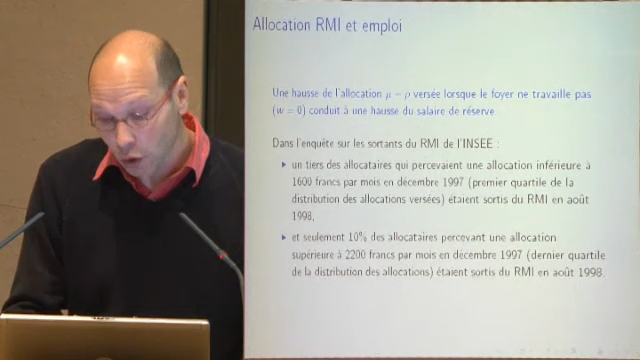 Allocation RMI et emploi
Une hausse de l'allocation μ − ρ versée lorsque le foyer ne travaille pas
(w = 0) conduit à une hausse du salaire de réserve.
Dans l'enquête sur les sortants du RMI de l'INSEE :
un tiers des allocataires qui percevaient une allocation inférieure à
1600 francs par mois en décembre 1997 (premier quartile de la
distribution des allocations versées) étaient sortis du RMI en août
1998,
et seulement 10% des allocataires percevant une allocation
supérieure à 2200 francs par mois en décembre 1997 (dernier quartile
de la distribution des allocations) étaient sortis du RMI en août 1998.